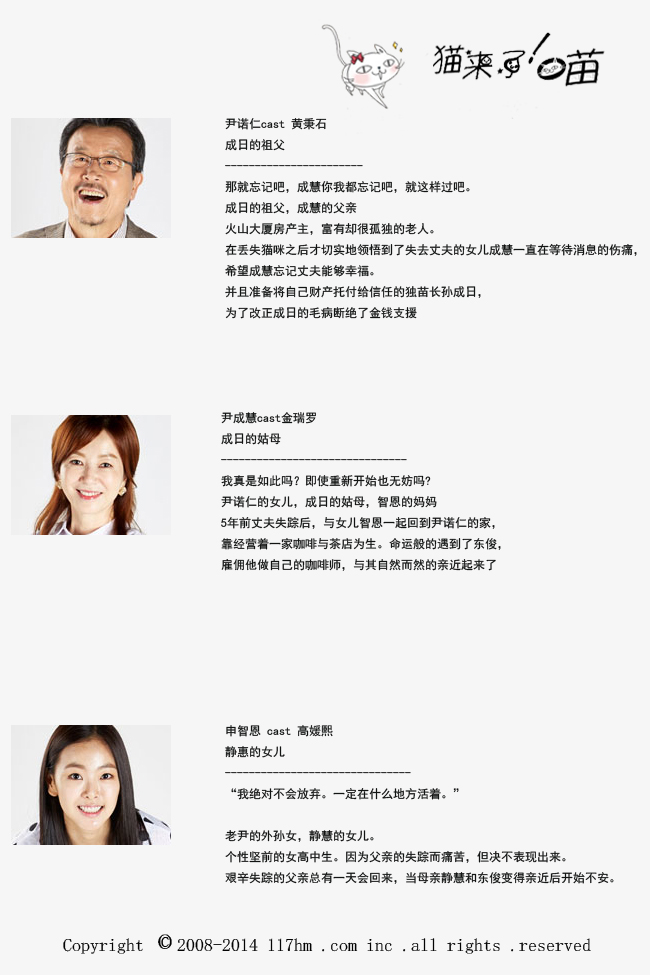 猫来了！喵
尹诺仁cast 黄秉石
成日的祖父
-----------------------
那就忘记吧，成慧你我都忘记吧，就这样过吧。
成日的祖父，成慧的父亲
火山大厦房产主，富有却很孤独的老人。
在丢失猫咪之后才切实地领悟到了失去丈夫的女儿成慧一直在等待消息的伤痛，
希望成慧忘记丈夫能够幸福。
并且准备将自己财产托付给信任的独苗长孙成日，
为了改正成日的毛病断绝了金钱支援
尹成慧cast金瑞罗
成日的姑母
-------------------------------
我真是如此吗？即使重新开始也无妨吗？
尹诺仁的女儿，成日的姑母，智恩的妈妈
5年前丈夫失踪后，与女儿智恩一起回到尹诺仁的家，
靠经营着一家咖啡与茶店为生。命运般的遇到了东俊，
雇佣他做自己的咖啡师，与其自然而然的亲近起来了
申智恩 cast 高媛熙
静惠的女儿
-------------------------------
“我绝对不会放弃。一定在什么地方活着。”
老尹的外孙女，静慧的女儿。
个性坚前的女高中生。因为父亲的失踪而痛苦，但决不表现出来。
艰辛失踪的父亲总有一天会回来，当母亲静慧和东俊变得亲近后开始不安。
Copyright © 2008-2014 117hm .com inc .all rights .reserved